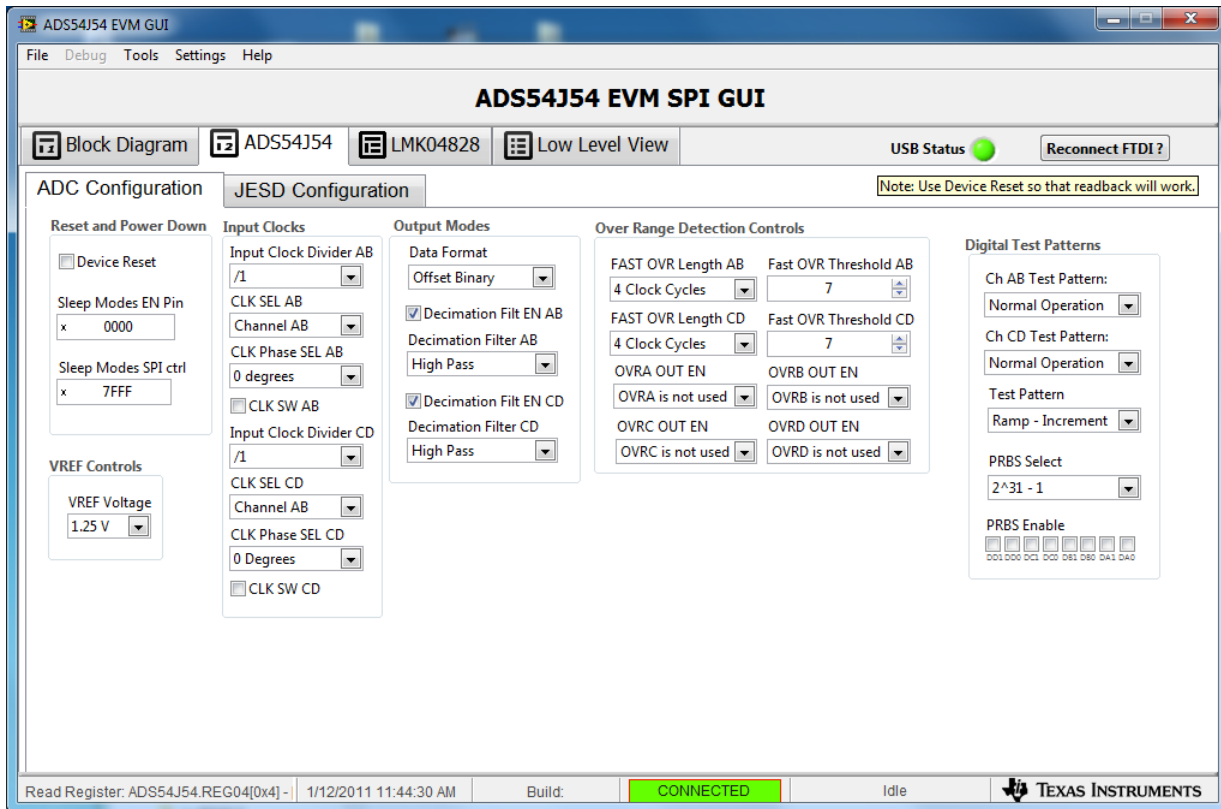 ADS54J54 EVM GUI
File Debug Tools Settings Help
ADS54J54 EVM SPI GUI
Block Diagram ADS54J54 LMK04828 Low Level View
USB Status Reconnect FTDI ?
ADC Configuration JESD Configuration
Note: Use Device Reset so that readback will work.
Reset and Power Down
Device Reset
Sleep Modes EN Pin
x 0000
Sleep Modes SPI ctrl
x 7FFF
VREF Controls
VREF Voltage
1.25 V
Input Clocks
Input Clock Divider AB
/1
CLK SEL AB
Channel AB
CLK Phase SEL AB
0 degrees
CLK SW AB
Input Clock Divider CD
/1
CLK SEL CD
Channel AB
CLK Phase SEL CD
0 Degrees
CLK SW CD
Output Modes
Data Format
Offset Binary
Decimation Filt EN AB
Decimation Filter AB
High Pass
Decimation Filt EN CD
Decimation Filter CD
High Pass
Over Range Detection Controls
FAST OVR Length AB Fast OVR Threshold AB
4 Clock Cycles 7
FAST OVR Length CD Fast OVR Threshold CD
4 Clock Cycles 7
OVRA OUT EN OVRB OUT EN
OVRA is not used OVRB is not used
OVRC OUT EN OVRD OUT EN
OVRC is not used OVRD is not used
Digital Test Patterns
Ch AB Test Pattern:
Normal Operation
Ch CD Test Pattern:
Normal Operation
Test Pattern
Ramp - Increment
PRBS Select
2^31 - 1
PRBS Enable
DD1 DD0 DC1 DC0 DB1 DB0 DA1 DA0
Read Register: ADS54J54.REG04[0x4] - 1/12/2011 11:44:30 AM Build: CONNECTED Idle TEXAS INSTRUMENTS